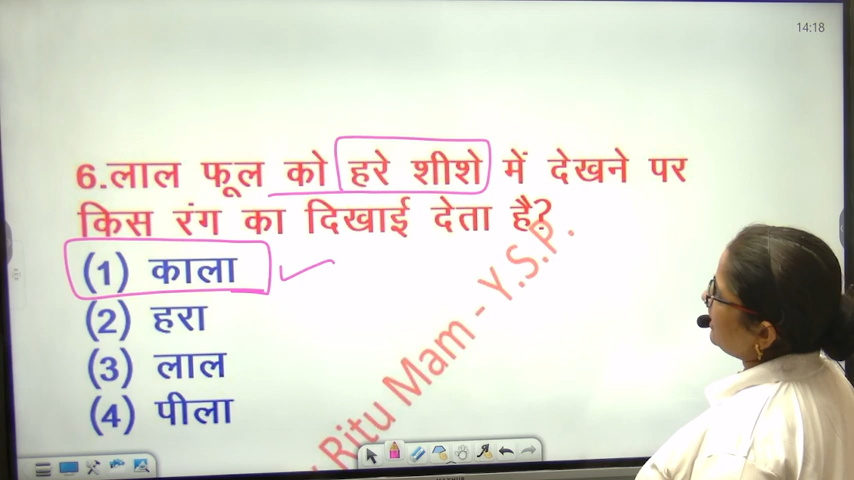 14:18
6.लाल फूल को हरे शीशे में देखने पर
किस रंग का दिखाई देता है?
(1) काला
(2) हरा
(3) लाल
(4) पीला
Ritu Mam - Y.S.P.